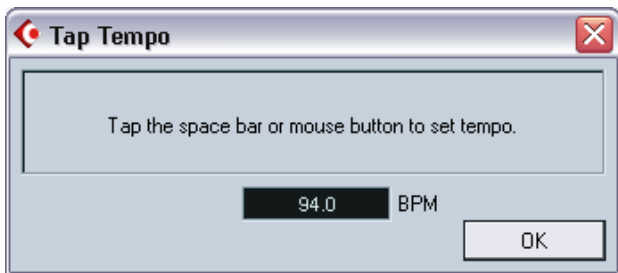 Tap Tempo
Tap the space bar or mouse button to set tempo.
94.0 BPM
OK